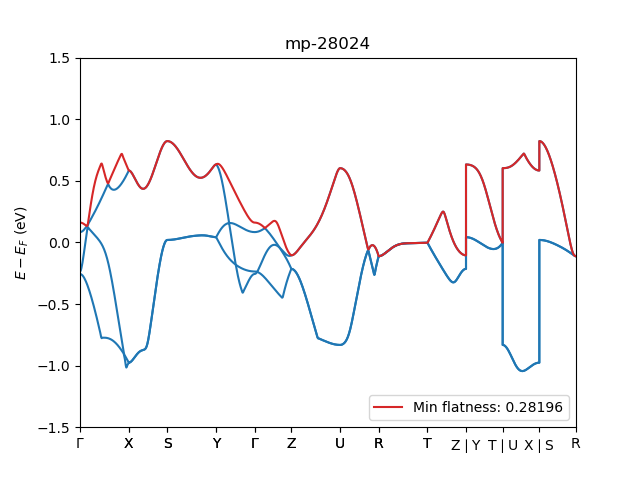 mp-28024
1.5
1.0
0.5
0.0
−0.5
−1.0
−1.5
E − E_F (eV)
Min flatness: 0.28196
Γ X S Y Γ Z U R T Z|Y T|U X|S R